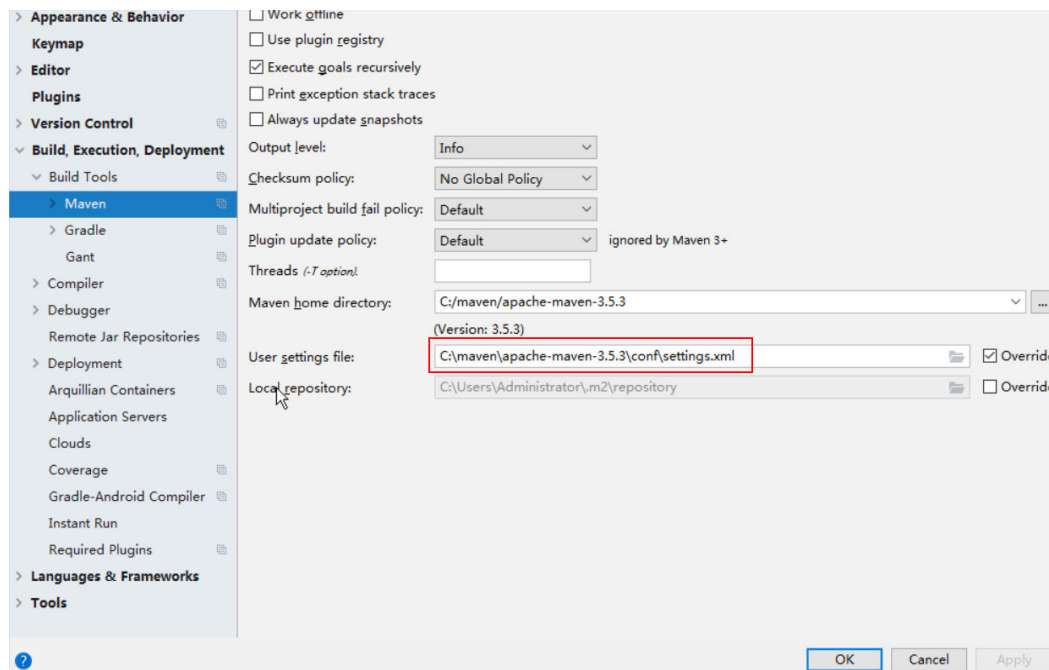 Appearance & Behavior
Keymap
Editor
Plugins
Version Control
Build, Execution, Deployment
Build Tools
Maven
Gradle
Gant
Compiler
Debugger
Remote Jar Repositories
Deployment
Arquillian Containers
Application Servers
Clouds
Coverage
Gradle-Android Compiler
Instant Run
Required Plugins
Languages & Frameworks
Tools
Work offline
Use plugin registry
Execute goals recursively
Print exception stack traces
Always update snapshots
Output level: Info
Checksum policy: No Global Policy
Multiproject build fail policy: Default
Plugin update policy: Default ignored by Maven 3+
Threads (-T option).
Maven home directory: C:/maven/apache-maven-3.5.3 ...
(Version: 3.5.3)
User settings file: C:\maven\apache-maven-3.5.3\conf\settings.xml Override
Local repository: C:\Users\Administrator\.m2\repository Override
? OK Cancel Apply